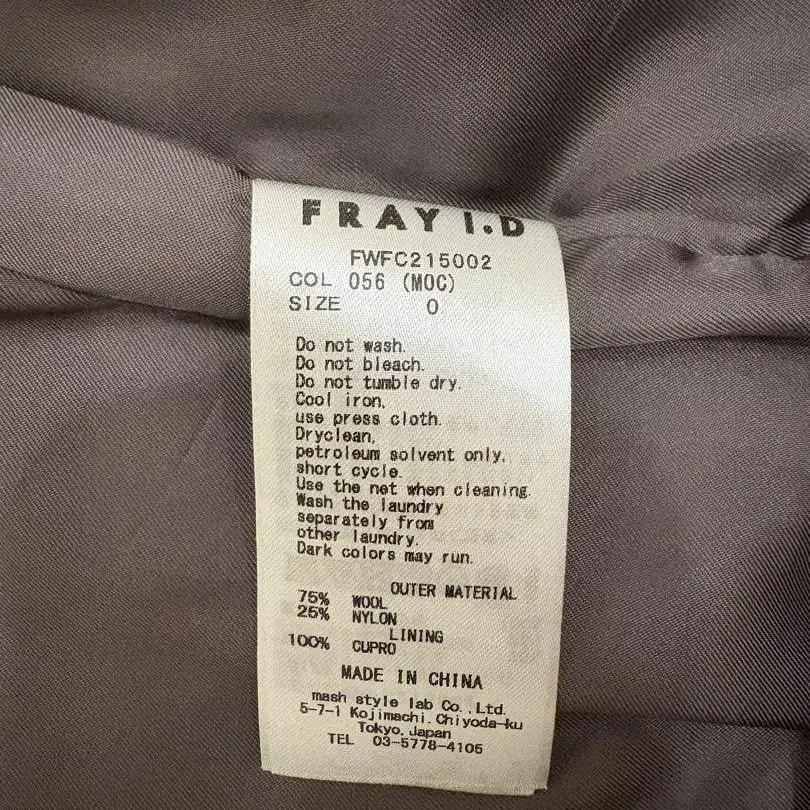 FRAY I.D
FWFC215002
COL 056 (MOC)
SIZE 0
Do not wash.
Do not bleach.
Do not tumble dry.
Cool iron,
use press cloth.
Dryclean,
petroleum solvent only.
short cycle.
Use the net when cleaning.
Wash the laundry
separately from
other laundry.
Dark colors may run.
OUTER MATERIAL
75% WOOL
25% NYLON
LINING
100% CUPRO
MADE IN CHINA
mash style lab Co.,Ltd.
5-7-1 Kojimachi.Chiyoda-ku
Tokyo.Japan
TEL 03-5778-4105